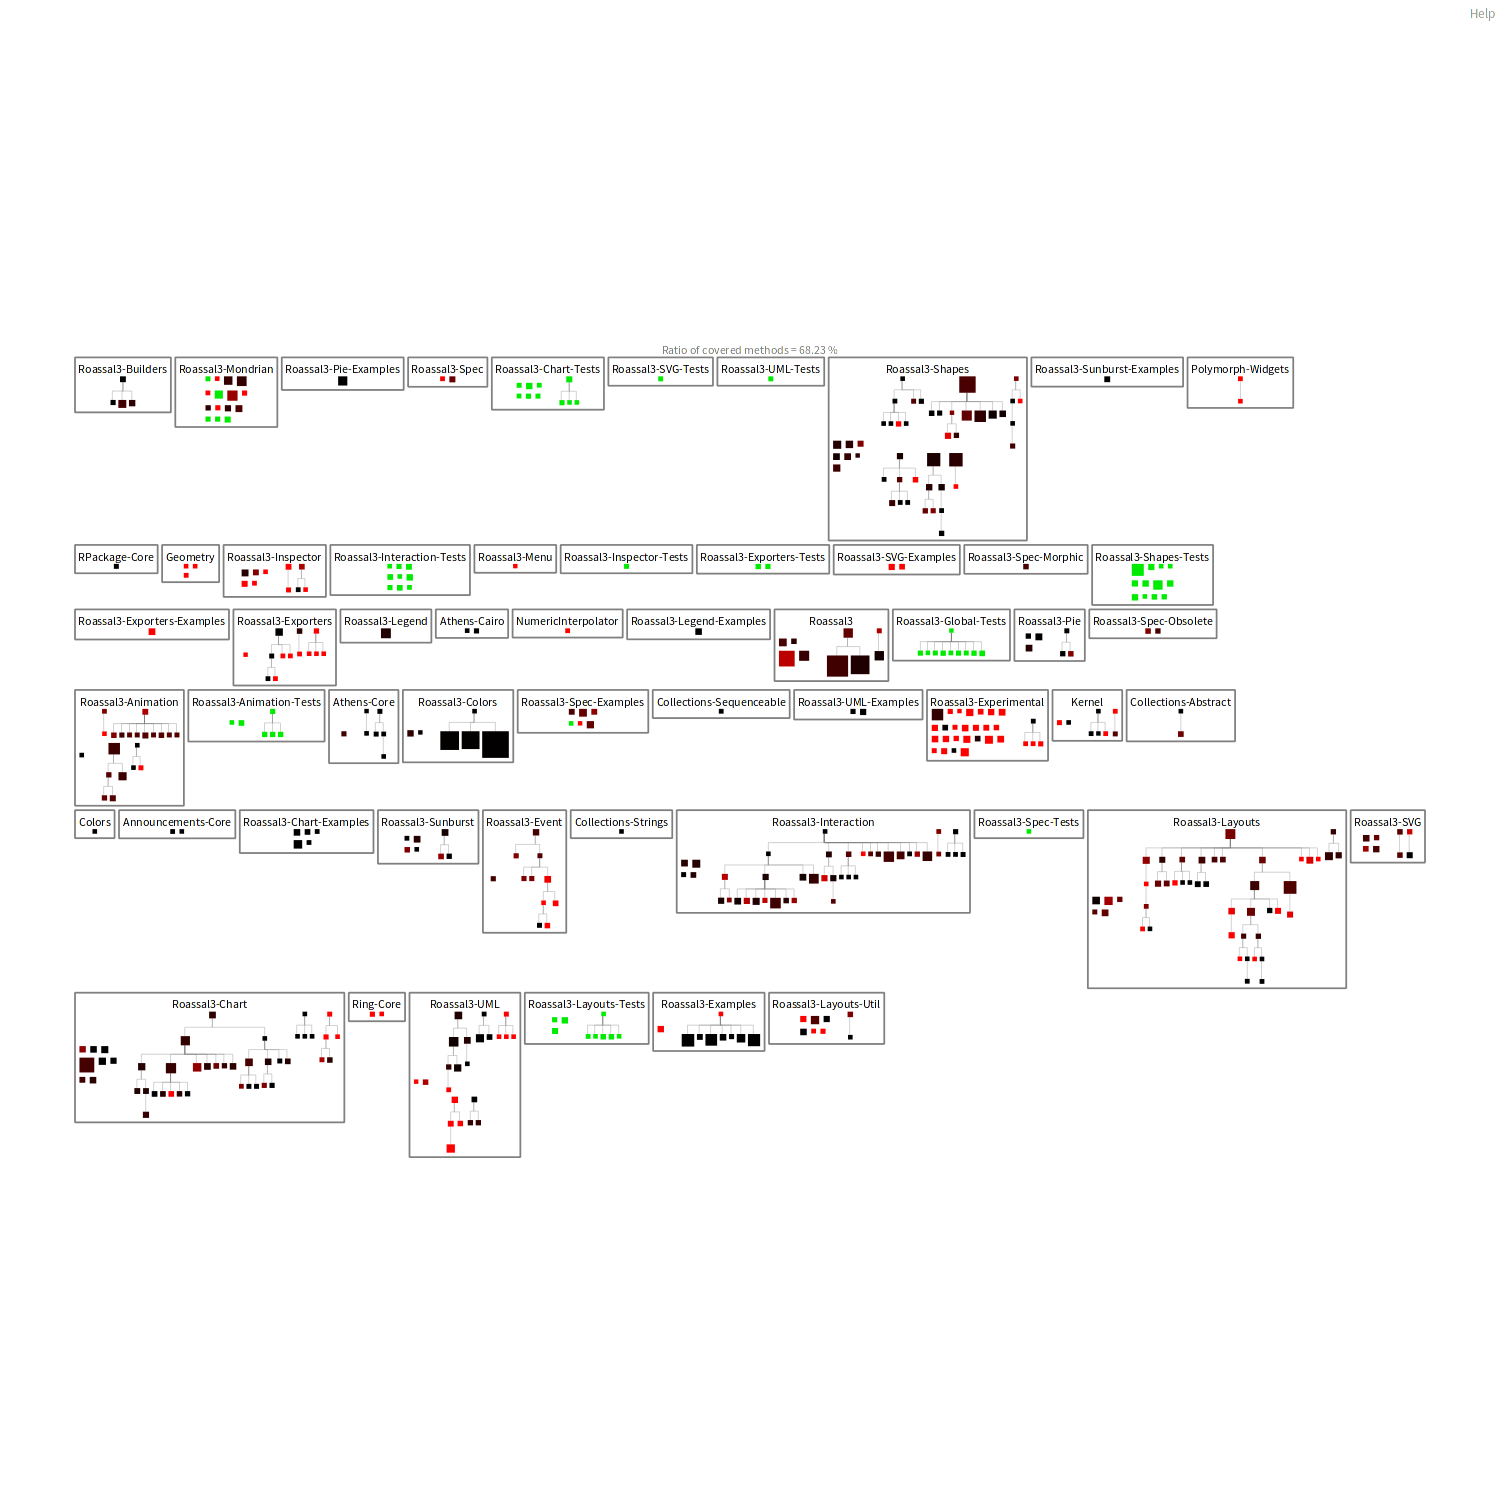 Help
Ratio of covered methods = 68.23 %
Roassal3-Builders
Roassal3-Mondrian
Roassal3-Pie-Examples
Roassal3-Spec
Roassal3-Chart-Tests
Roassal3-SVG-Tests
Roassal3-UML-Tests
Roassal3-Shapes
Roassal3-Sunburst-Examples
Polymorph-Widgets
RPackage-Core
Geometry
Roassal3-Inspector
Roassal3-Interaction-Tests
Roassal3-Menu
Roassal3-Inspector-Tests
Roassal3-Exporters-Tests
Roassal3-SVG-Examples
Roassal3-Spec-Morphic
Roassal3-Shapes-Tests
Roassal3-Exporters-Examples
Roassal3-Exporters
Roassal3-Legend
Athens-Cairo
NumericInterpolator
Roassal3-Legend-Examples
Roassal3
Roassal3-Global-Tests
Roassal3-Pie
Roassal3-Spec-Obsolete
Roassal3-Animation
Roassal3-Animation-Tests
Athens-Core
Roassal3-Colors
Roassal3-Spec-Examples
Collections-Sequenceable
Roassal3-UML-Examples
Roassal3-Experimental
Kernel
Collections-Abstract
Colors
Announcements-Core
Roassal3-Chart-Examples
Roassal3-Sunburst
Roassal3-Event
Collections-Strings
Roassal3-Interaction
Roassal3-Spec-Tests
Roassal3-Layouts
Roassal3-SVG
Roassal3-Chart
Ring-Core
Roassal3-UML
Roassal3-Layouts-Tests
Roassal3-Examples
Roassal3-Layouts-Util